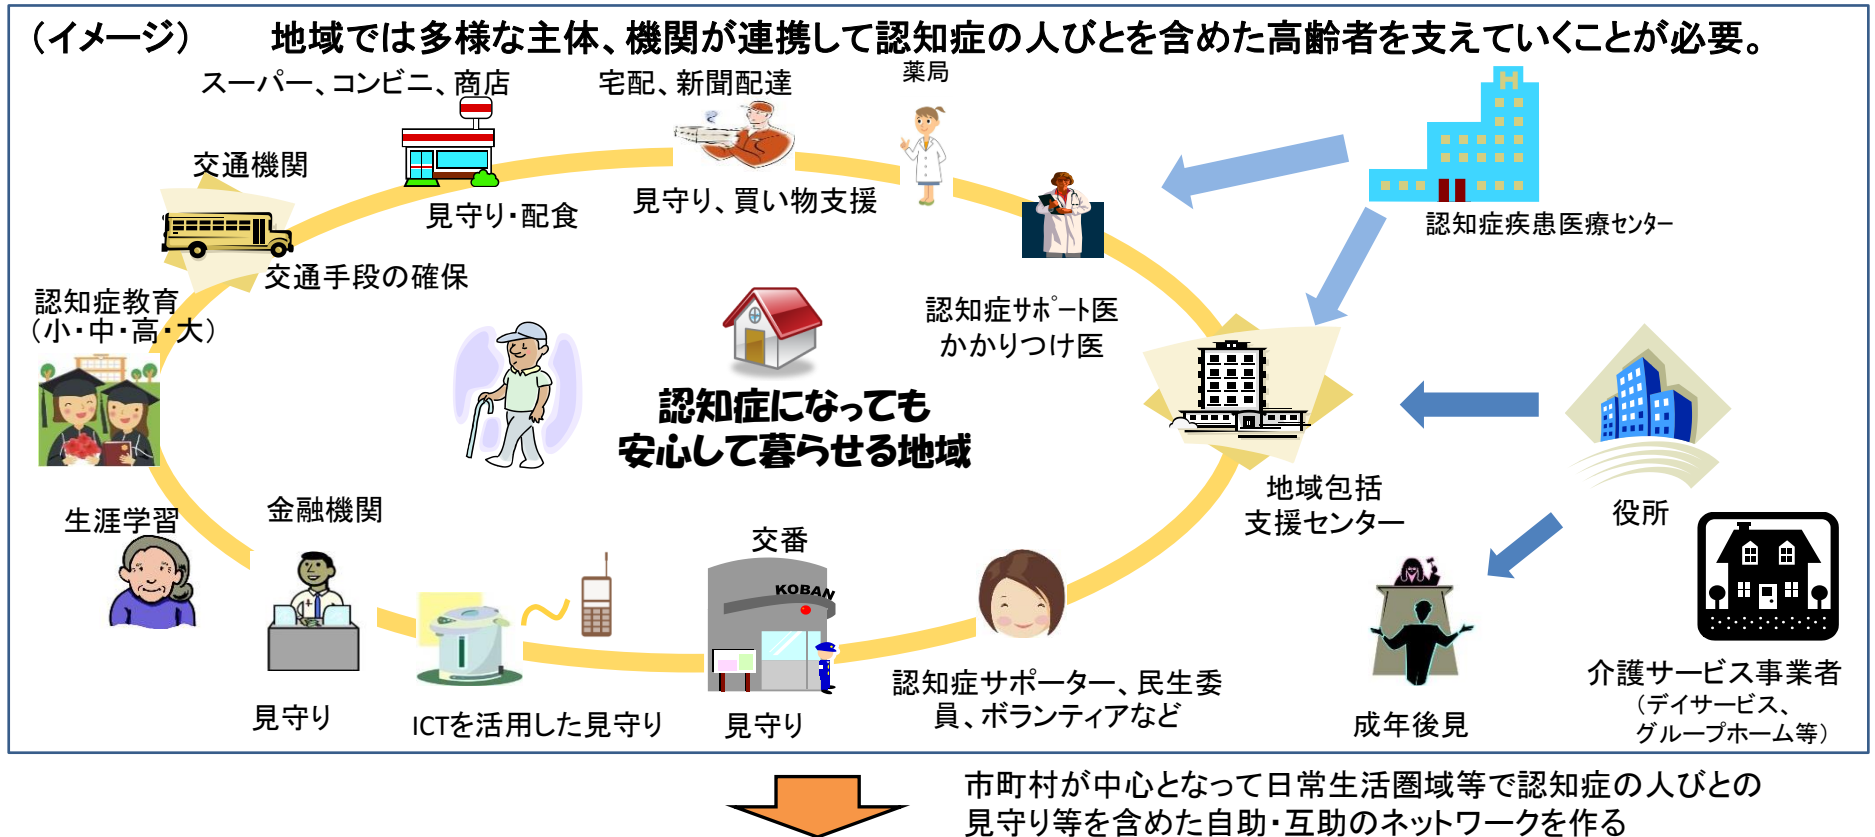 （イメージ）　地域では多様な主体、機関が連携して認知症の人びとを含めた高齢者を支えていくことが必要。
スーパー、コンビニ、商店
見守り・配食
宅配、新聞配達
見守り、買い物支援
薬局
H
認知症疾患医療センター
交通機関
交通手段の確保
認知症教育
（小・中・高・大）
認知症サポート医
かかりつけ医
認知症になっても
安心して暮らせる地域
地域包括
支援センター
役所
生涯学習
金融機関
見守り
ICTを活用した見守り
交番
KOBAN
見守り
認知症サポーター、民生委
員、ボランティアなど
成年後見
介護サービス事業者
（デイサービス、
グループホーム等）
市町村が中心となって日常生活圏域等で認知症の人びとの
見守り等を含めた自助・互助のネットワークを作る